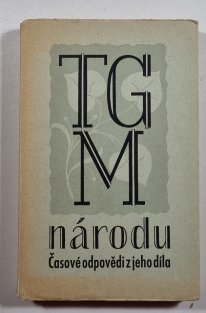 TG
M
národu
Časové odpovědi z jeho díla